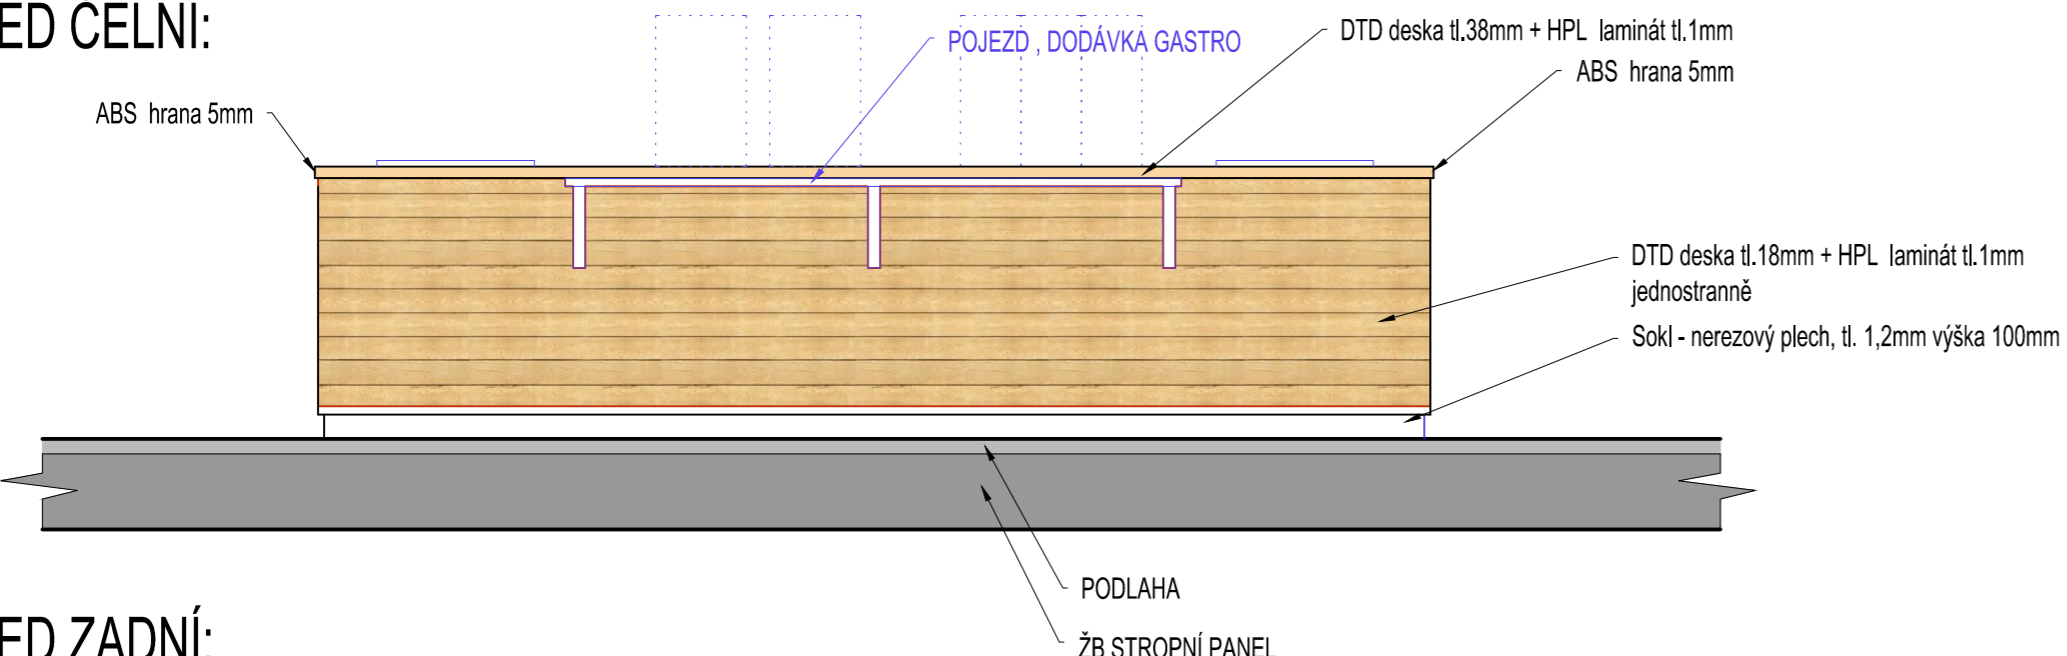 ED ČELNÍ:
POJEZD , DODÁVKA GASTRO
DTD deska tl.38mm + HPL laminát tl.1mm
ABS hrana 5mm
ABS hrana 5mm
DTD deska tl.18mm + HPL laminát tl.1mm
jednostranně
Sokl - nerezový plech, tl. 1,2mm výška 100mm
PODLAHA
ŽB STROPNÍ PANEL
ED ZADNÍ: